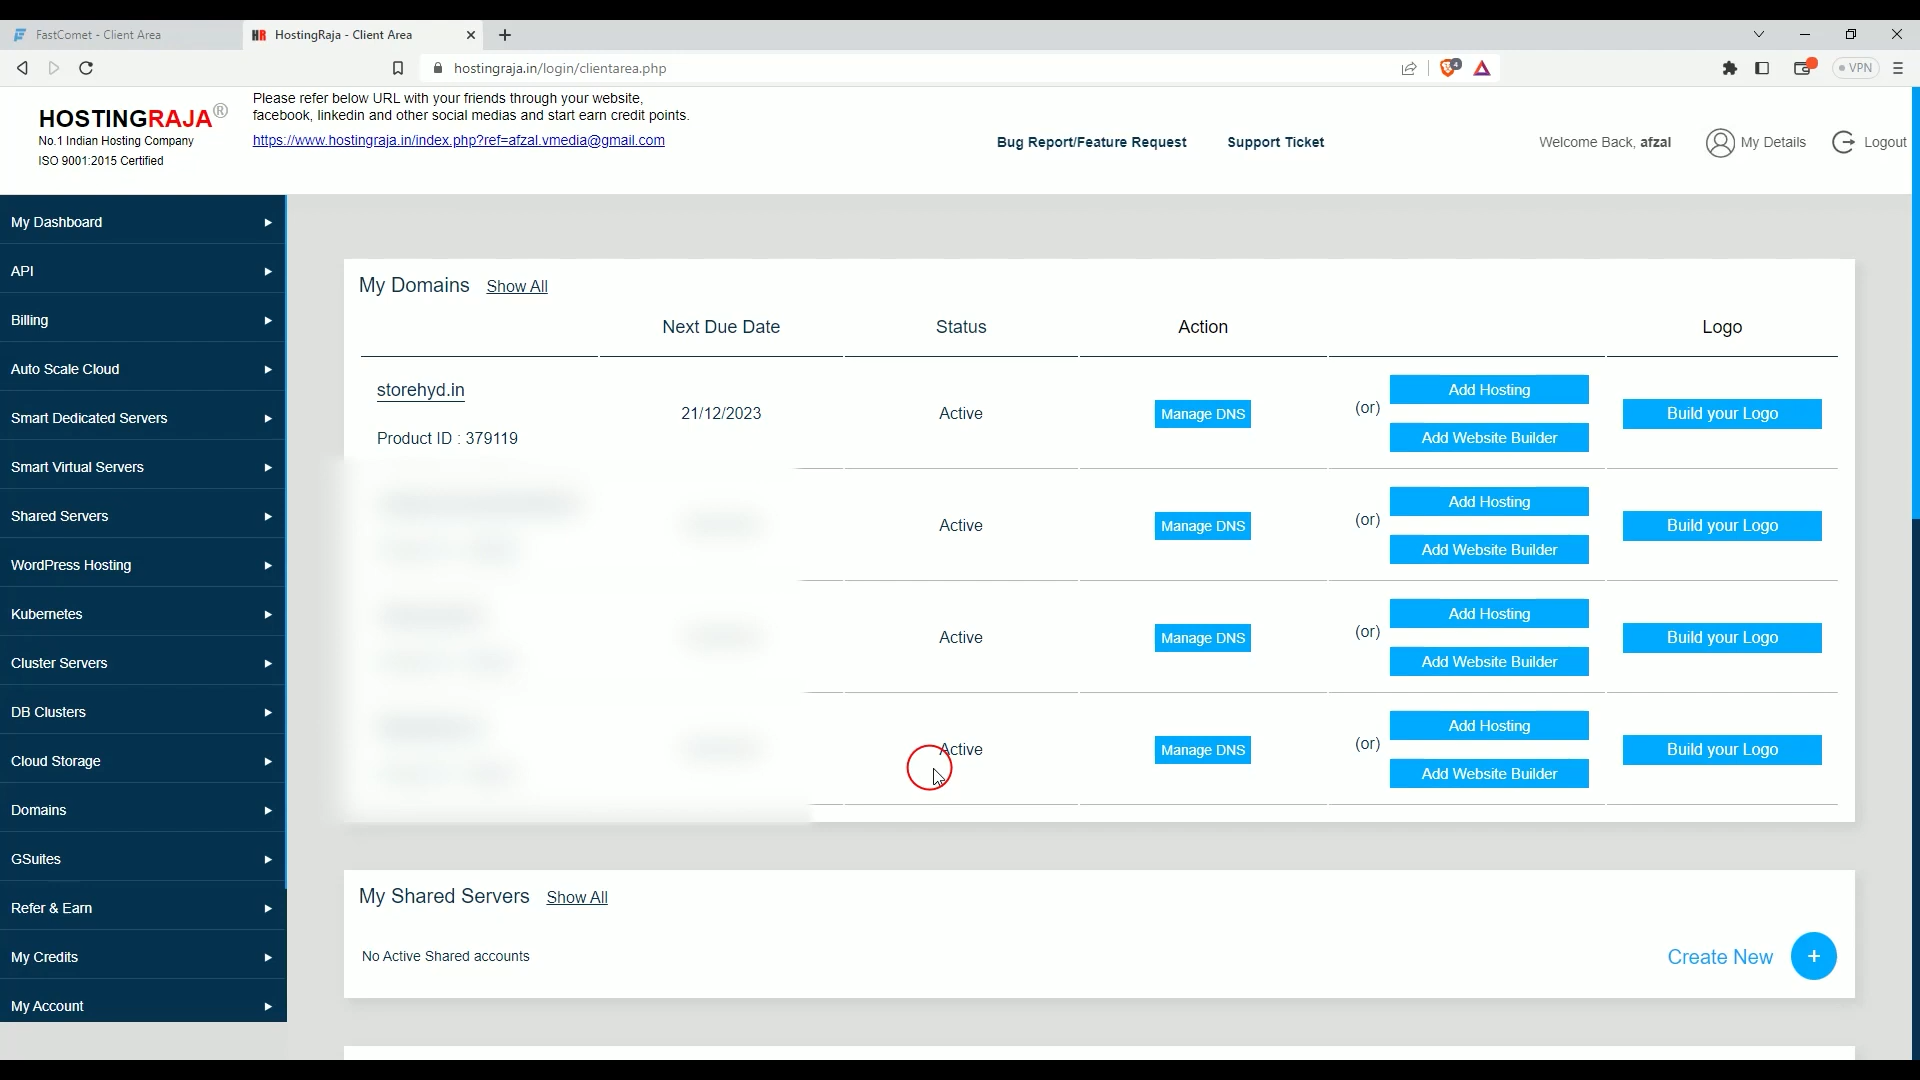 FastComet - Client Area
HR HostingRaja - Client Area
hostingraja.in/login/clientarea.php
4
VPN
HOSTINGRAJA®
No.1 Indian Hosting Company
ISO 9001:2015 Certified
Please refer below URL with your friends through your website,
facebook, linkedin and other social medias and start earn credit points.
https://www.hostingraja.in/index.php?ref=afzal.vmedia@gmail.com
Bug Report/Feature Request
Support Ticket
Welcome Back, afzal
My Details
Logout
My Dashboard
API
Billing
Auto Scale Cloud
Smart Dedicated Servers
Smart Virtual Servers
Shared Servers
WordPress Hosting
Kubernetes
Cluster Servers
DB Clusters
Cloud Storage
Domains
GSuites
Refer & Earn
My Credits
My Account
My Domains Show All
Next Due Date Status Action Logo
storehyd.in
Product ID : 379119
21/12/2023
Active
Manage DNS
(or)
Add Hosting
Add Website Builder
Build your Logo
Active
Manage DNS
(or)
Add Hosting
Add Website Builder
Build your Logo
Active
Manage DNS
(or)
Add Hosting
Add Website Builder
Build your Logo
Active
Manage DNS
(or)
Add Hosting
Add Website Builder
Build your Logo
My Shared Servers Show All
No Active Shared accounts
Create New +